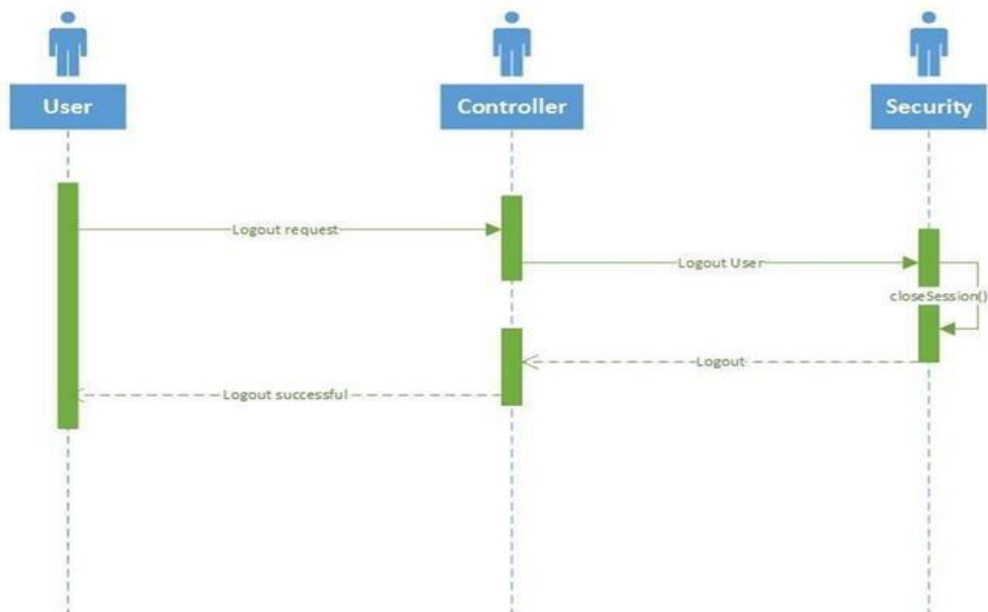 User
Controller
Security
Logout request
Logout User
closeSession()
Logout
Logout successful